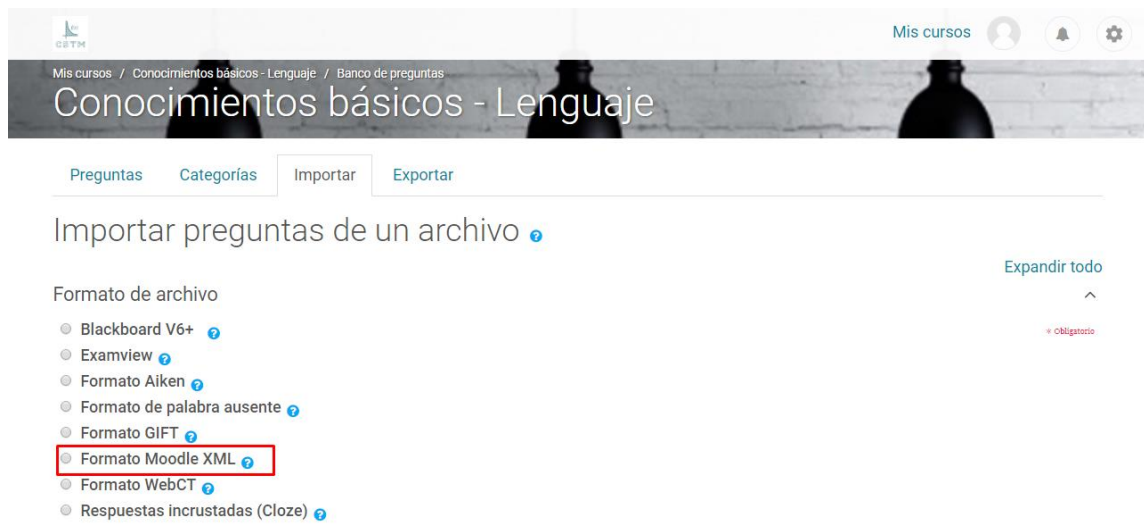 CSTM
Mis cursos
Mis cursos / Conocimientos básicos - Lenguaje / Banco de preguntas
Conocimientos básicos - Lenguaje
Preguntas Categorías Importar Exportar
Importar preguntas de un archivo
Expandir todo
Formato de archivo
Blackboard V6+
* Obligatorio
Examview
Formato Aiken
Formato de palabra ausente
Formato GIFT
Formato Moodle XML
Formato WebCT
Respuestas incrustadas (Cloze)